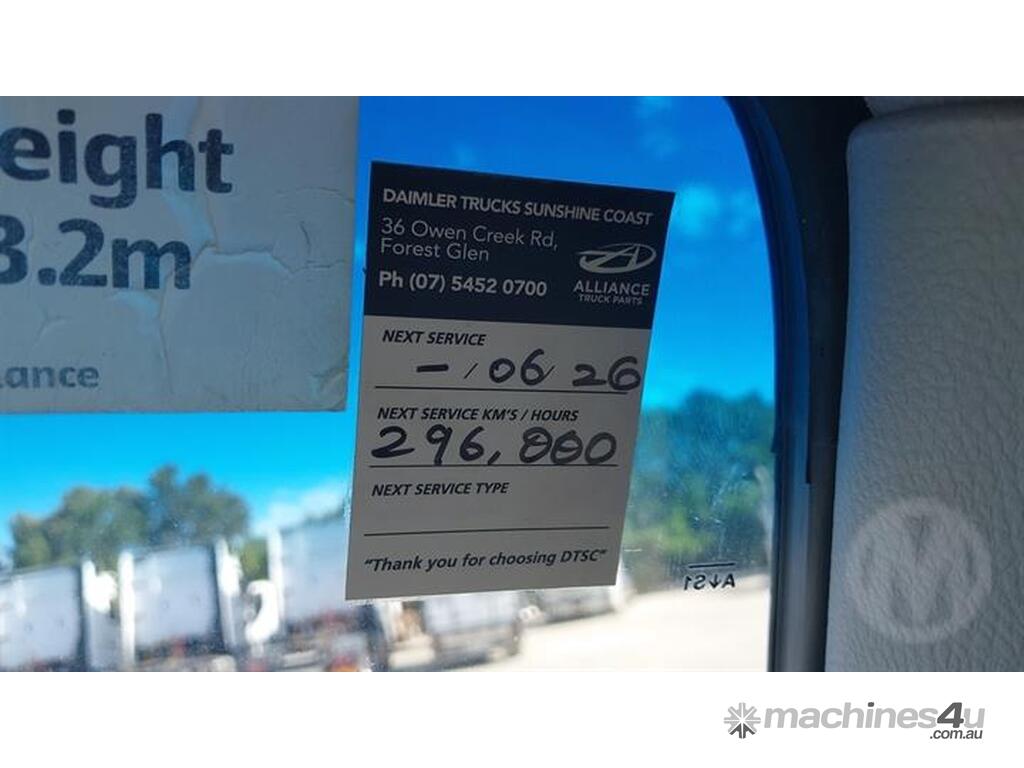 eight
3.2m
lance
DAIMLER TRUCKS SUNSHINE COAST
36 Owen Creek Rd,
Forest Glen
Ph (07) 5452 0700
ALLIANCE
TRUCK PARTS
NEXT SERVICE
- / 06 / 26
NEXT SERVICE KM'S / HOURS
296,000
NEXT SERVICE TYPE
"Thank you for choosing DTSC"
A↓S1
M
machines4u
.com.au